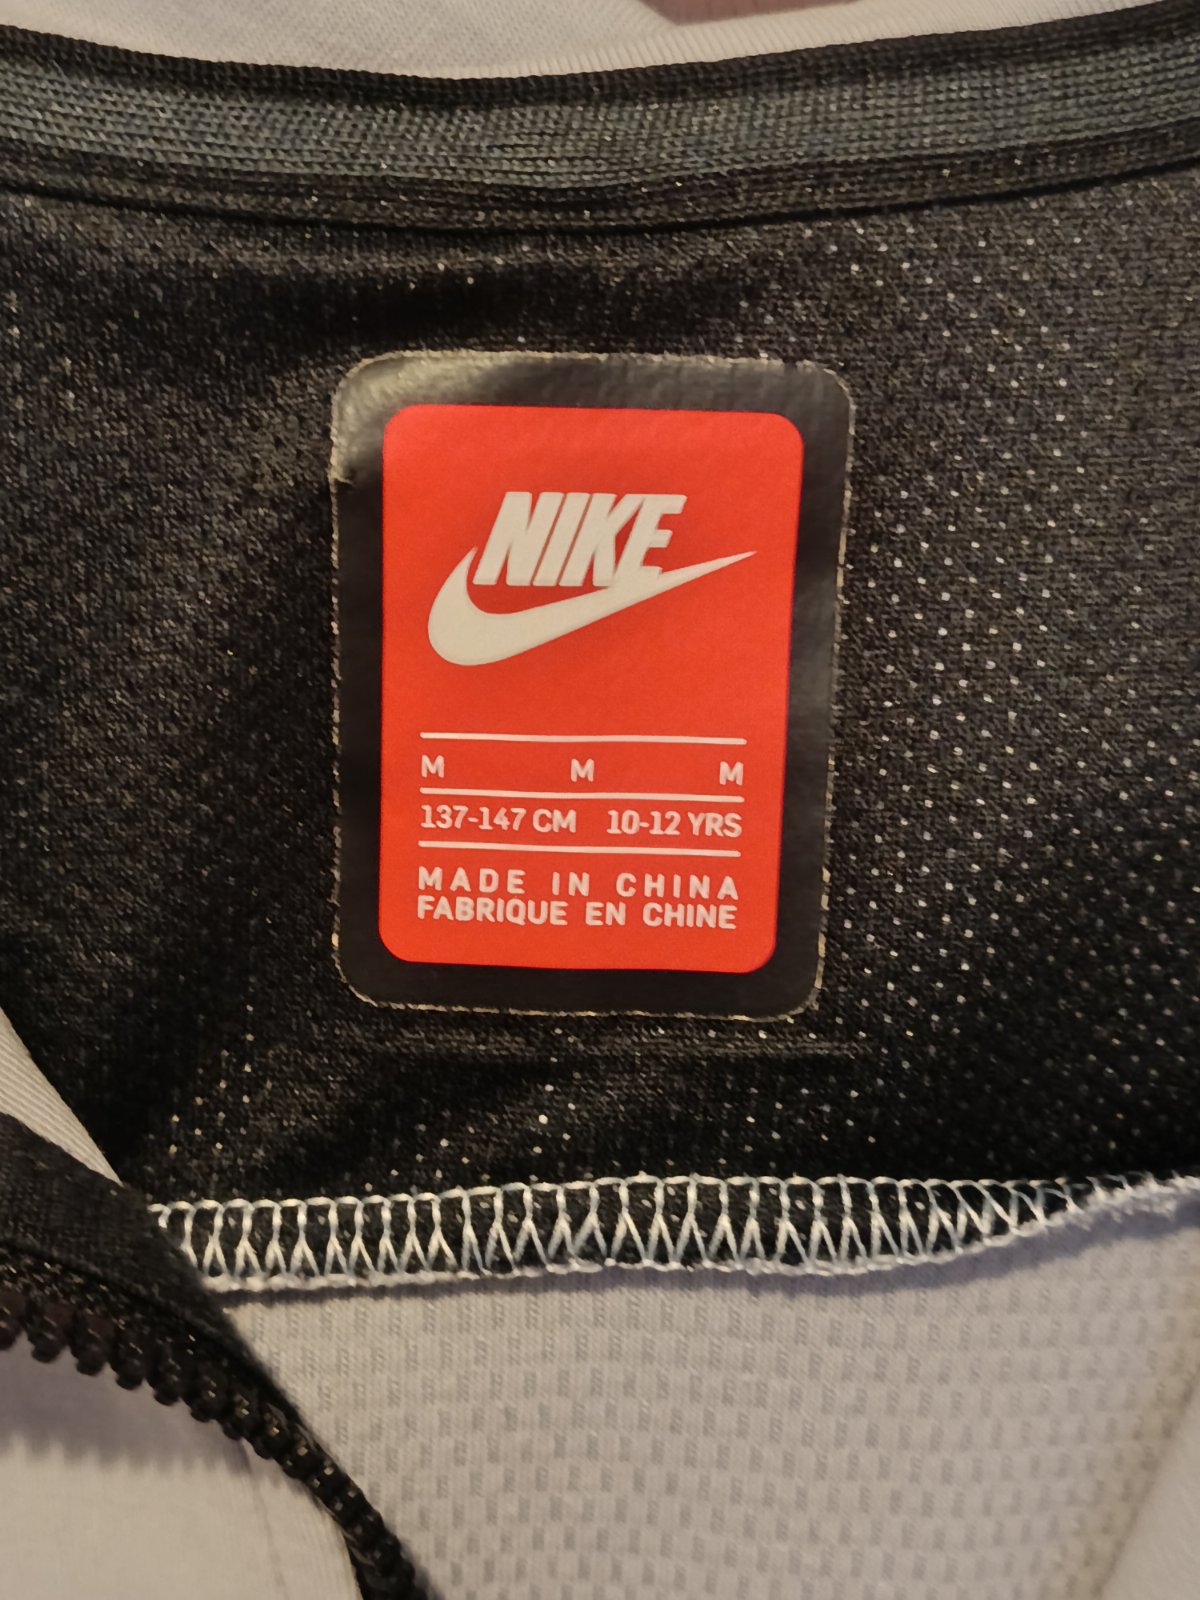 NIKE
M M M
137-147 CM 10-12 YRS
MADE IN CHINA
FABRIQUE EN CHINE